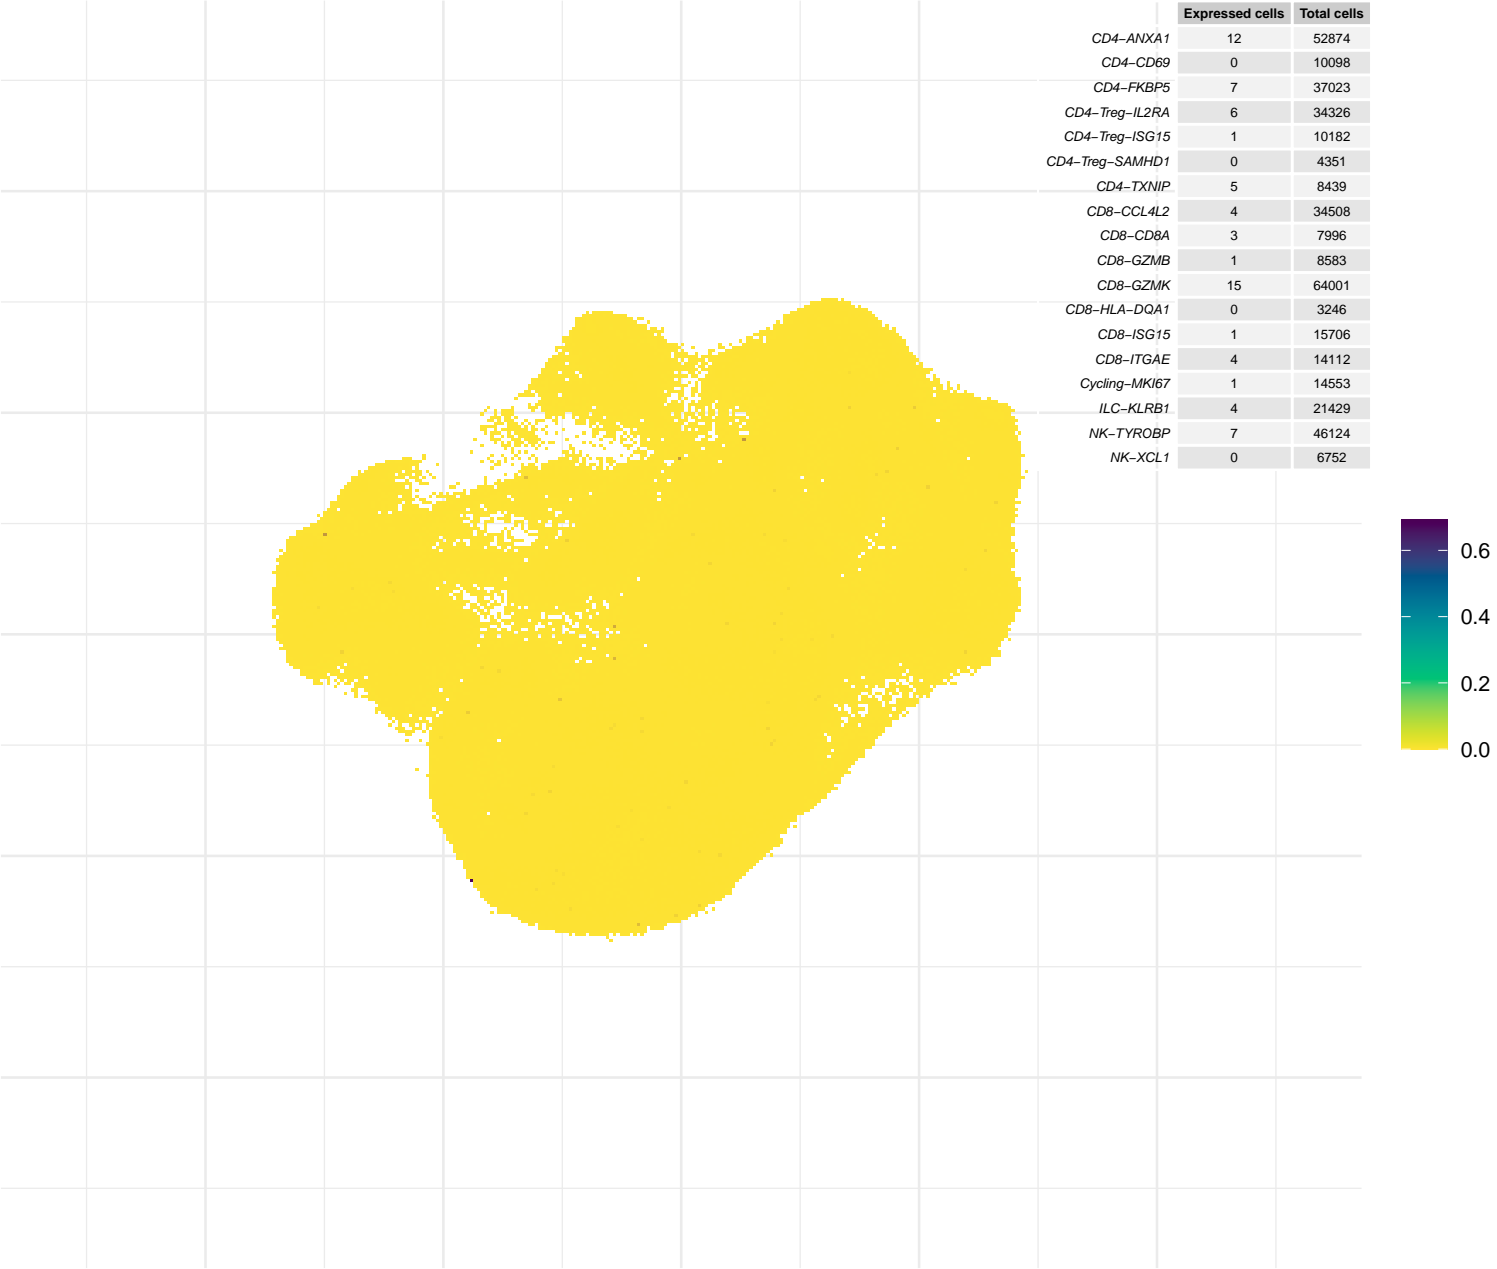 Expressed cells Total cells
CD4−ANXA1 12 52874
CD4−CD69 0 10098
CD4−FKBP5 7 37023
CD4−Treg−IL2RA 6 34326
CD4−Treg−ISG15 1 10182
CD4−Treg−SAMHD1 0 4351
CD4−TXNIP 5 8439
CD8−CCL4L2 4 34508
CD8−CD8A 3 7996
CD8−GZMB 1 8583
CD8−GZMK 15 64001
CD8−HLA−DQA1 0 3246
CD8−ISG15 1 15706
CD8−ITGAE 4 14112
Cycling−MKI67 1 14553
ILC−KLRB1 4 21429
NK−TYROBP 7 46124
NK−XCL1 0 6752
0.6
0.4
0.2
0.0